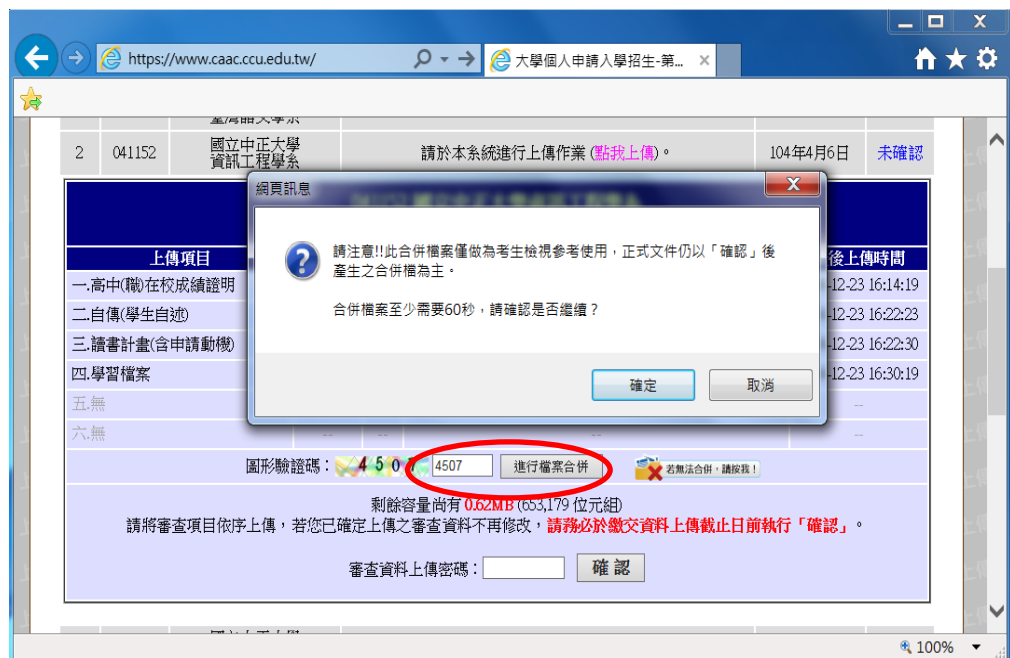 https://www.caac.ccu.edu.tw/
大學個人申請入學招生-第...
2 041152 國立中正大學 資訊工程學系 請於本系統進行上傳作業 (點我上傳)。 104年4月6日 未確認
網頁訊息
請注意!!此合併檔案僅做為考生檢視參考使用，正式文件仍以「確認」後
產生之合併檔為主。
合併檔案至少需要60秒，請確認是否繼續？
確定 取消
上傳項目 後上傳時間
一.高中(職)在校成績證明 -12-23 16:14:19
二.自傳(學生自述) -12-23 16:22:23
三.讀書計畫(含申請動機) -12-23 16:22:30
四.學習檔案 -12-23 16:30:19
五.無 --
六.無 -- -- -- --
圖形驗證碼： 4507 4507 進行檔案合併 若無法合併，請按我！
剩餘容量尚有 0.62MB (653,179 位元組)
請將審查項目依序上傳，若您已確定上傳之審查資料不再修改，請務必於繳交資料上傳截止日前執行「確認」。
審查資料上傳密碼： 確認
100%